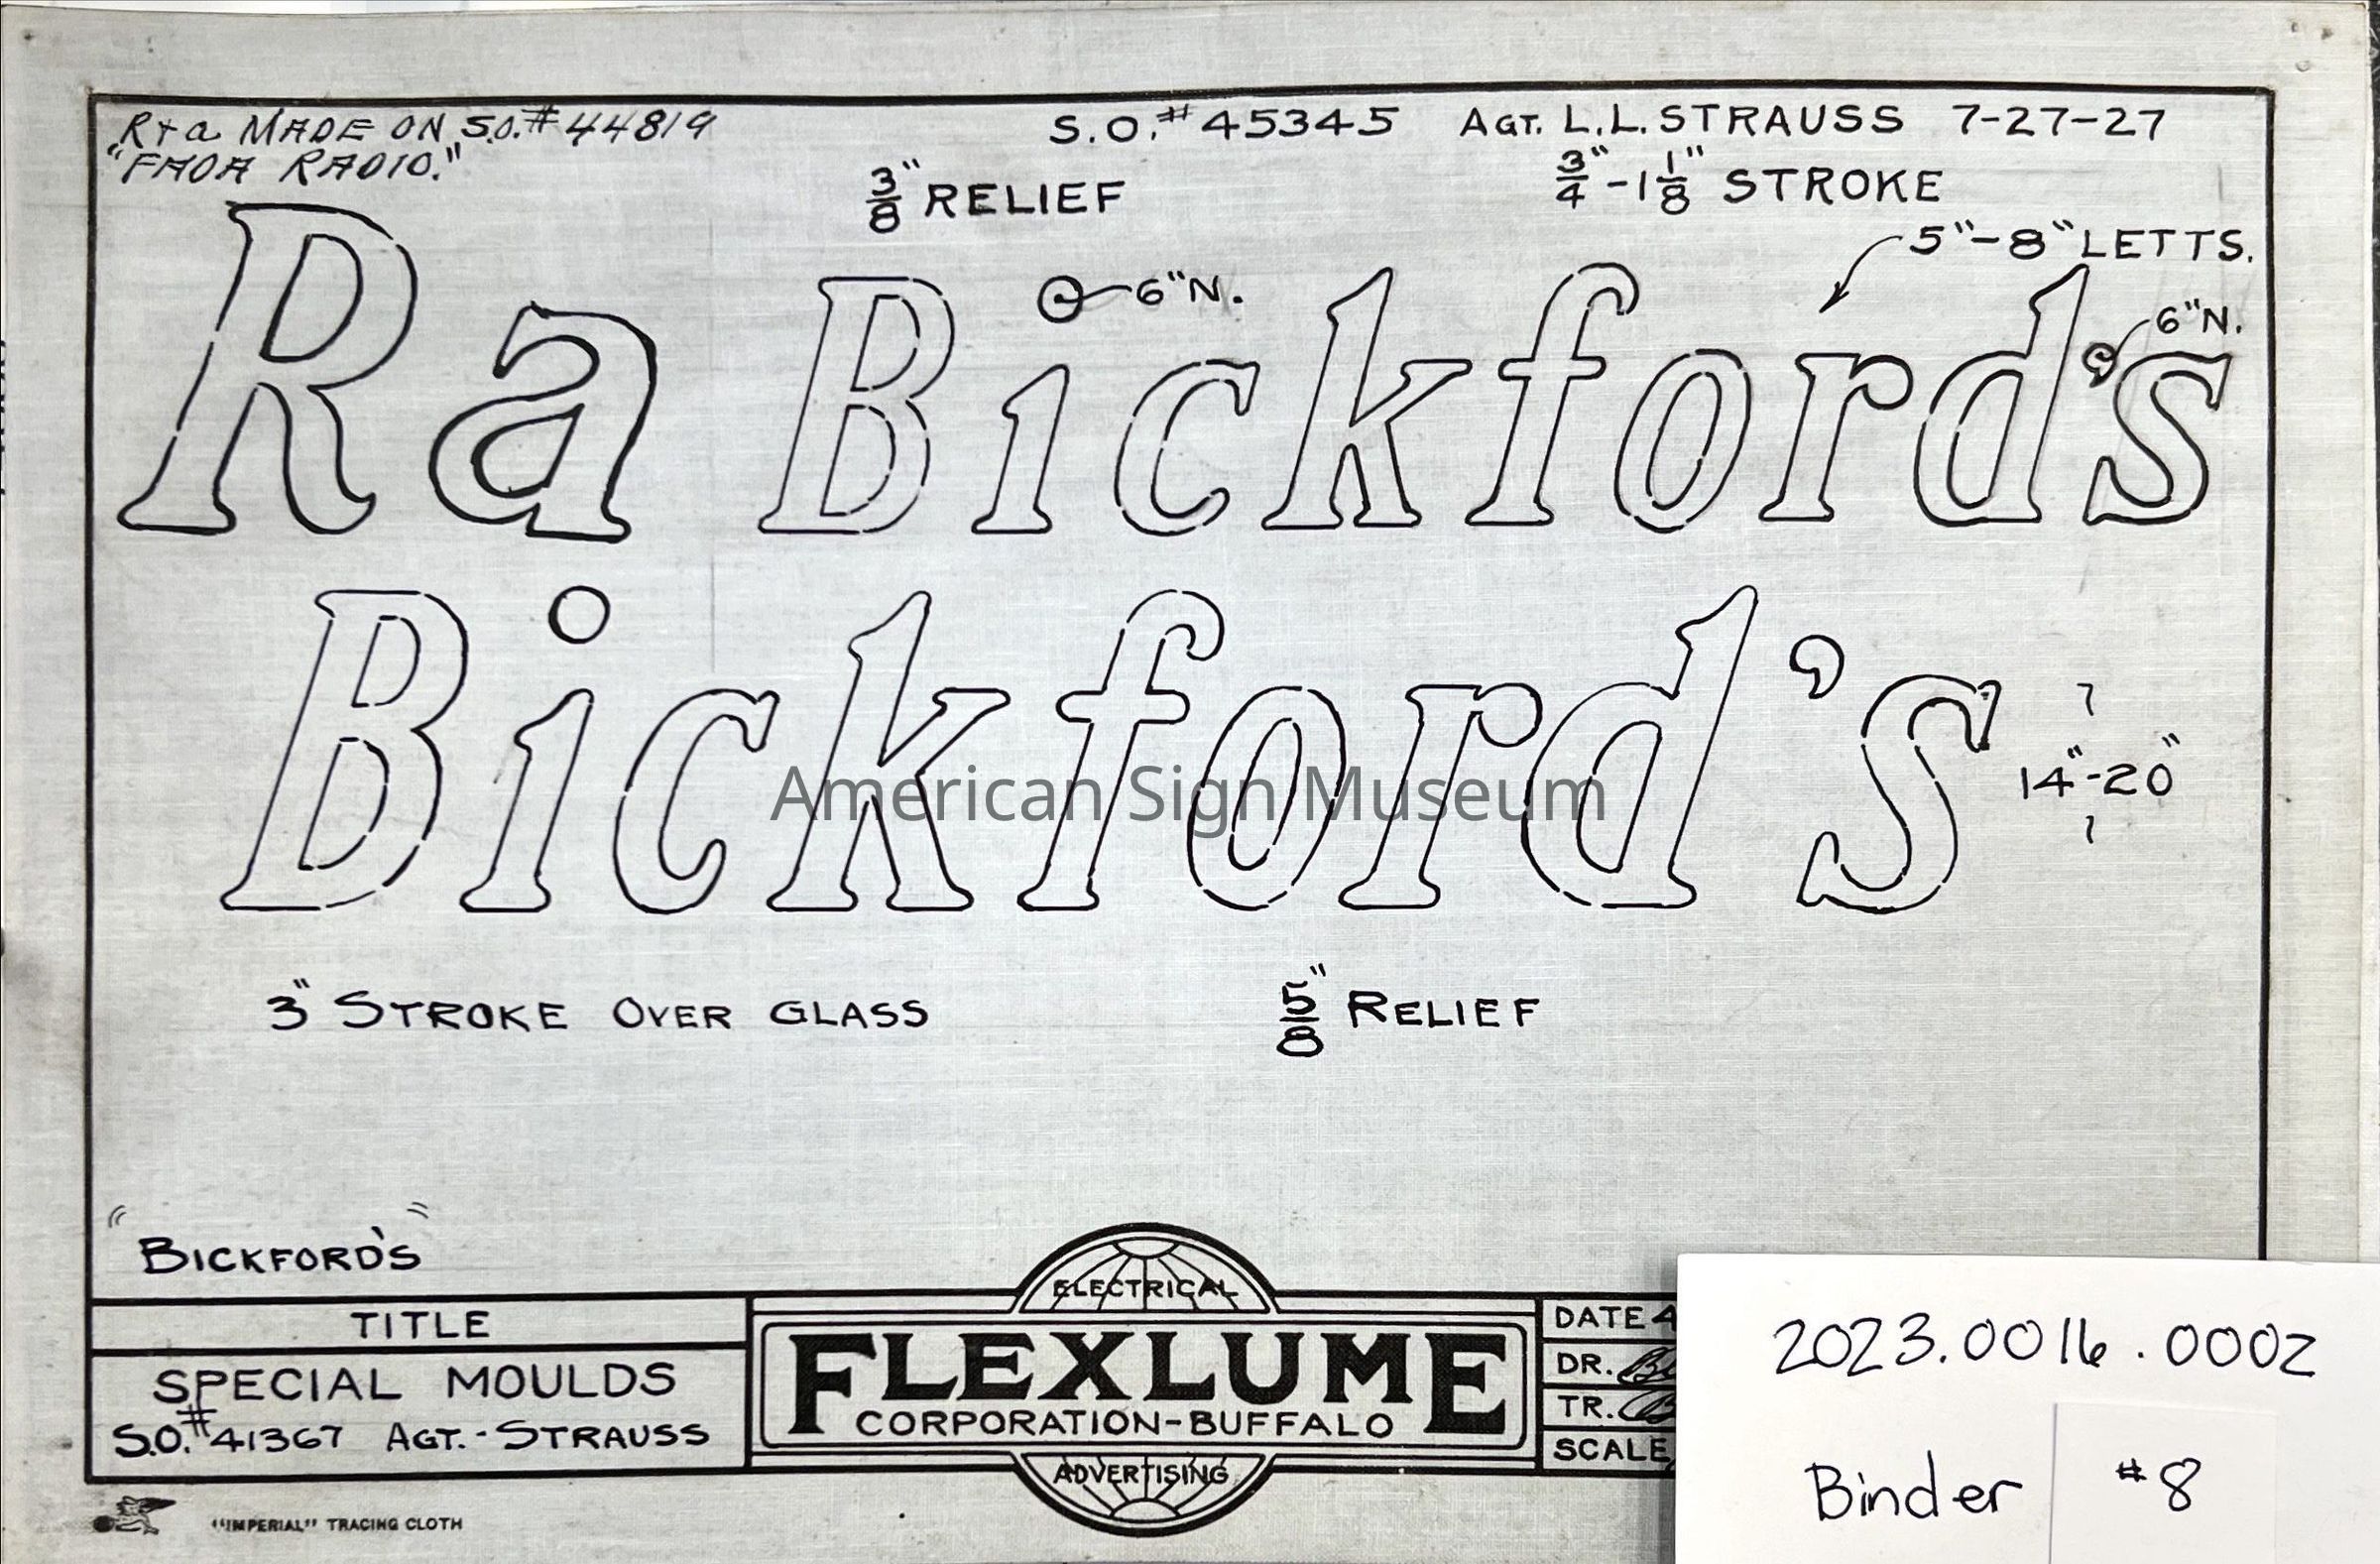 R+a MADE ON S.O.# 44819
"FADA RADIO."
S.O.# 45345 AGT. L.L. STRAUSS 7-27-27
3/8" RELIEF
3/4"-1 1/8" STROKE
5"-8" LETTS.
6"N.
6"N.
Ra Bickford's
Bickford's
14"-20"
American Sign Museum
3" STROKE OVER GLASS
5/8" RELIEF
"BICKFORD'S"
TITLE
SPECIAL MOULDS
S.O.# 41367 AGT.-STRAUSS
ELECTRICAL
FLEXLUME
CORPORATION-BUFFALO
ADVERTISING
DATE 4
DR.
TR.
SCALE
"IMPERIAL" TRACING CLOTH
2023.0016.0002
Binder #8